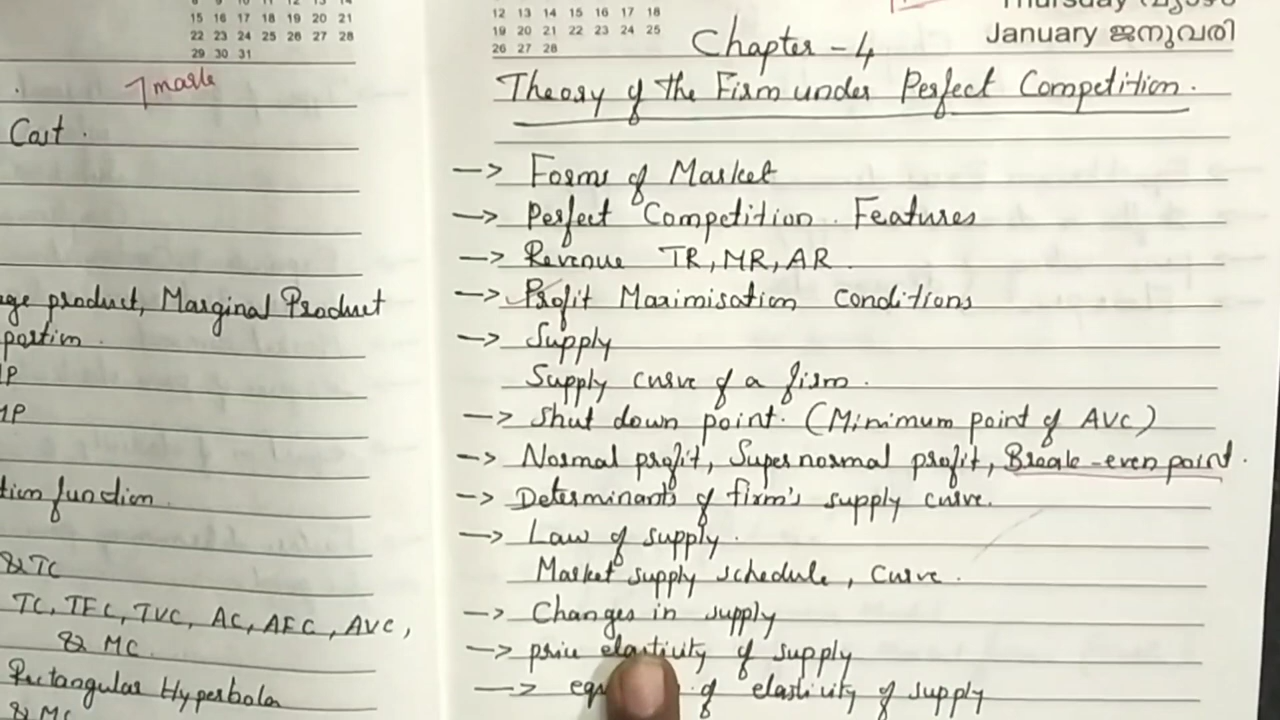 15 16 17 18 19 20 21
22 23 24 25 26 27 28
29 30 31
7 mark
Cost.
age product, Marginal Product
MP
tion function.
& TC
TC, TFC, TVC, AC, AFC, AVC,
& MC.
Rectangular Hyperbola
& MC
12 13 14 15 16 17 18
19 20 21 22 23 24 25
26 27 28
January ജനുവരി
Chapter - 4
Theory of the Firm under Perfect Competition.
-> Forms of Market
-> Perfect Competition. Features
-> Revenue TR, MR, AR.
-> Profit Maximisation conditions
-> Supply
Supply curve of a firm.
-> Shut down point. (Minimum point of AVC)
-> Normal profit, Super normal profit, Break-even point.
-> Determinants of firm's supply curve.
-> Law of supply.
Market supply schedule, curve.
-> Changes in supply
-> price elasticity of supply
-> of elasticity of supply